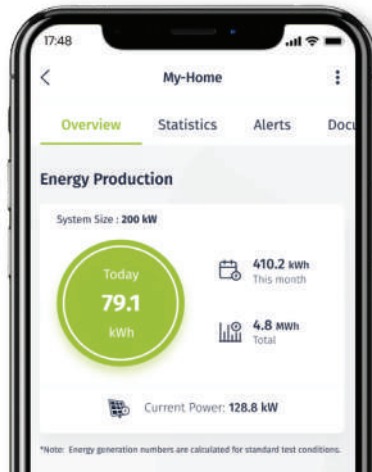 17:48
My-Home
Overview Statistics Alerts Docu
Energy Production
System Size : 200 kW
Today
79.1
kWh
410.2 kWh
This month
4.8 MWh
Total
Current Power: 128.8 kW
*Note: Energy generation numbers are calculated for standard test conditions.